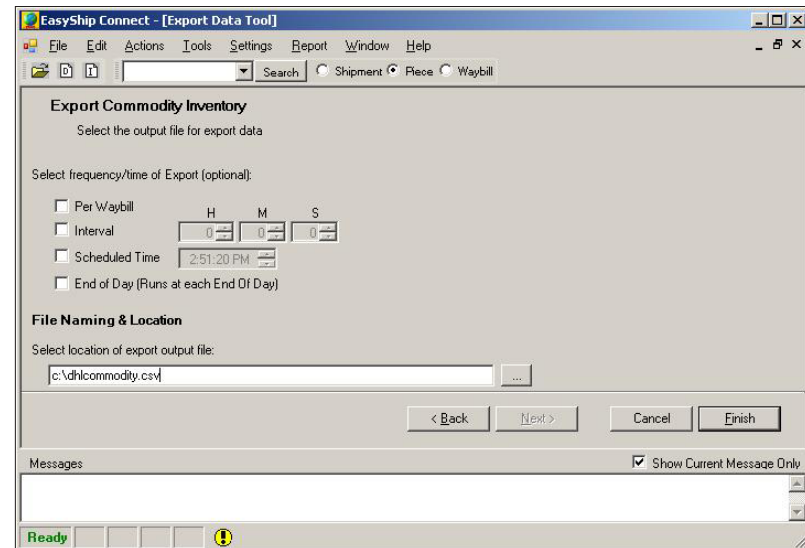 EasyShip Connect - [Export Data Tool]
File Edit Actions Tools Settings Report Window Help
D I Search Shipment Piece Waybill
Export Commodity Inventory
Select the output file for export data
Select frequency/time of Export (optional):
Per Waybill H M S
Interval 0 0 0
Scheduled Time 2:51:20 PM
End of Day (Runs at each End Of Day)
File Naming & Location
Select location of export output file:
c:\dhlcommodity.csv ...
< Back Next > Cancel Finish
Messages Show Current Message Only
Ready